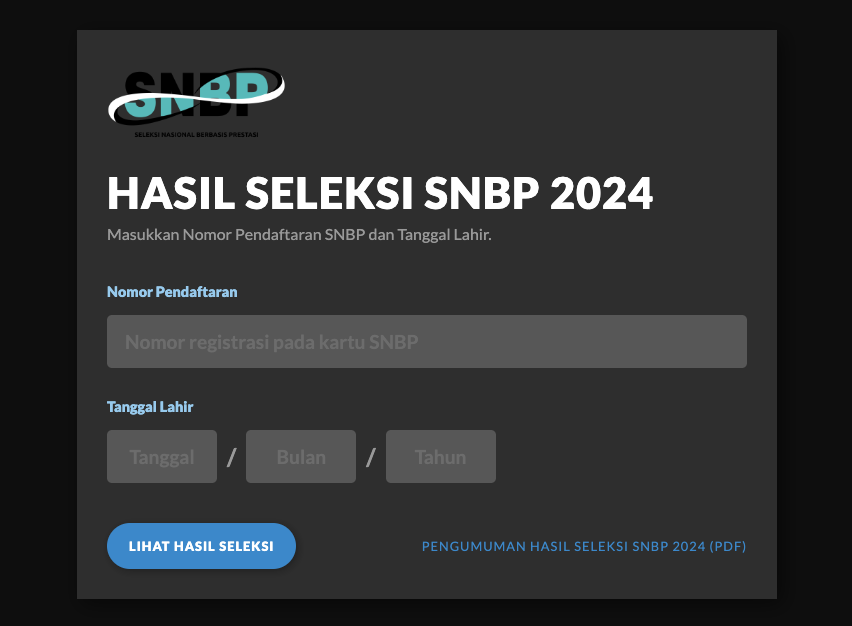 SNBP
SELEKSI NASIONAL BERBASIS PRESTASI
HASIL SELEKSI SNBP 2024
Masukkan Nomor Pendaftaran SNBP dan Tanggal Lahir.
Nomor Pendaftaran
Nomor registrasi pada kartu SNBP
Tanggal Lahir
Tanggal / Bulan / Tahun
LIHAT HASIL SELEKSI PENGUMUMAN HASIL SELEKSI SNBP 2024 (PDF)